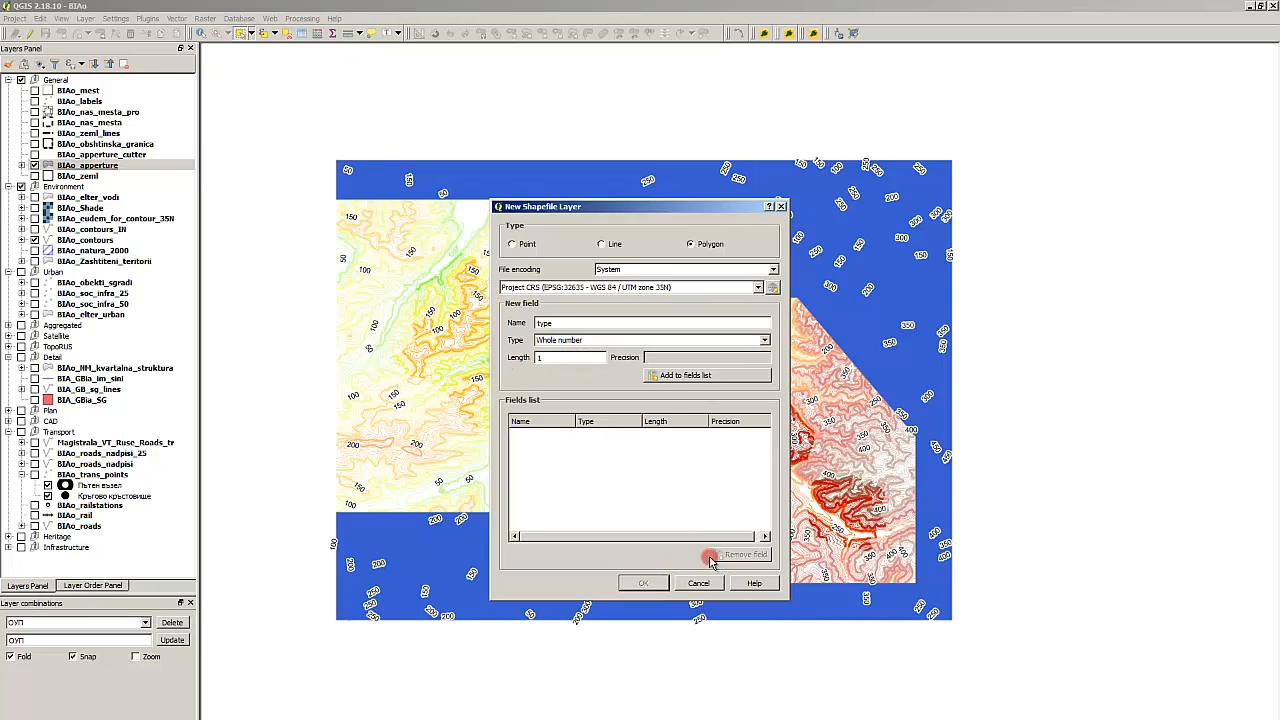 QGIS 2.18.10 - BIAo
Project Edit View Layer Settings Plugins Vector Raster Database Web Processing Help
Layers Panel
General
BIAo_mest
BIAo_labels
BIAo_nas_mesta_pro
BIAo_nas_mesta
BIAo_zeml_lines
BIAo_obshtinska_granica
BIAo_apperture_cutter
BIAo_apperture
BIAo_zeml
Environment
BIAo_elter_vodi
BIAo_Shade
BIAo_eudem_for_contour_35N
BIAo_contours_IN
BIAo_contours
BIAo_natura_2000
BIAo_Zashtiteni_teritorii
Urban
BIAo_obekti_sgradi
BIAo_soc_infra_25
BIAo_soc_infra_50
BIAo_elter_urban
Aggregated
Satellite
TopoRUS
Detail
BIAo_NM_kvartalna_struktura
BIA_GBia_im_sini
BIA_GB_sg_lines
BIA_GBia_SG
Plan
CAD
Transport
Magistrala_VT_Ruse_Roads_tr
BIAo_roads_nadpisi_25
BIAo_roads_nadpisi
BIAo_trans_points
Пътен възел
Кръгово кръстовище
BIAo_railstations
BIAo_rail
BIAo_roads
Heritage
Infrastructure
Layers Panel Layer Order Panel
Layer combinations
ОУП Delete
ОУП Update
Fold Snap Zoom
New Shapefile Layer
Type
Point Line Polygon
File encoding System
Project CRS (EPSG:32635 - WGS 84 / UTM zone 35N)
New field
Name type
Type Whole number
Length 1 Precision
Add to fields list
Fields list
Name Type Length Precision
Remove field
OK Cancel Help